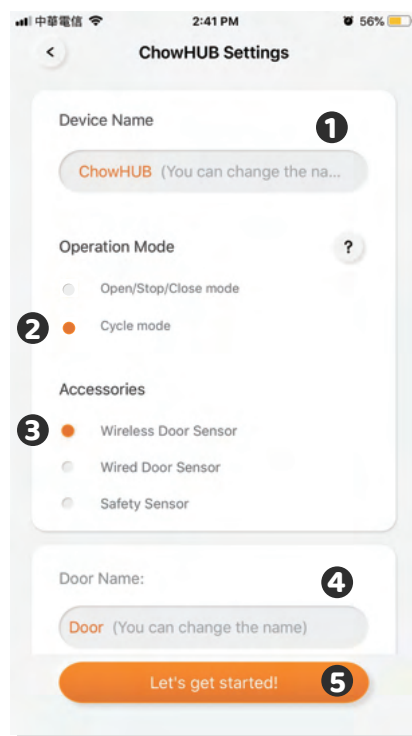 中華電信 2:41 PM 56%
< ChowHUB Settings
Device Name
1
ChowHUB (You can change the na...
Operation Mode ?
Open/Stop/Close mode
2 Cycle mode
Accessories
3 Wireless Door Sensor
Wired Door Sensor
Safety Sensor
Door Name:
4
Door (You can change the name)
Let's get started! 5